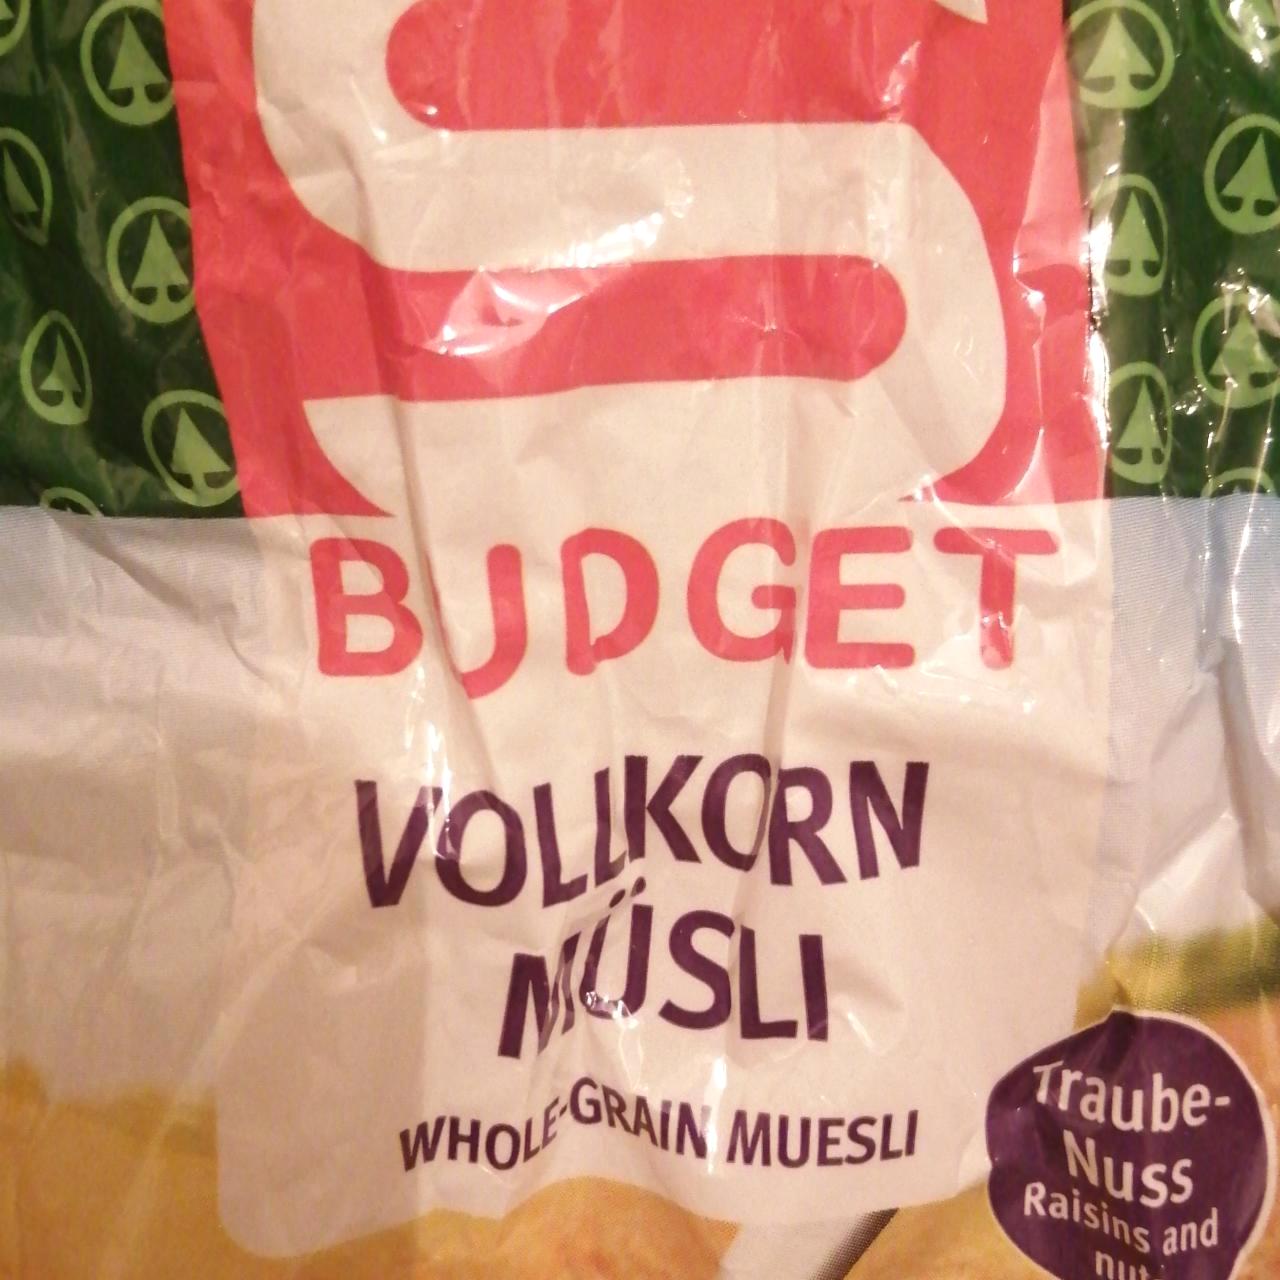 BUDGET
VOLLKORN
MÜSLI
WHOLE-GRAIN MUESLI
Traube-
Nuss
Raisins and